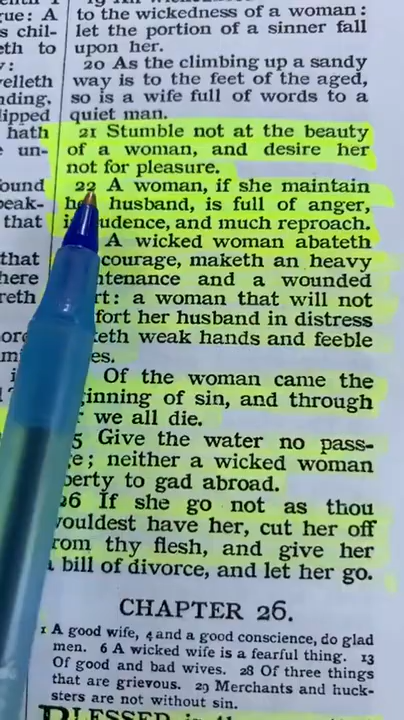 rue: A
s chil-
eth to
velleth
nding,
lipped
hath
e un-
ound
peak-
that
that
here
reth
to the wickedness of a woman:
let the portion of a sinner fall
upon her.
20 As the climbing up a sandy
way is to the feet of the aged,
so is a wife full of words to a
quiet man.
21 Stumble not at the beauty
of a woman, and desire her
not for pleasure.
22 A woman, if she maintain
husband, is full of anger,
udence, and much reproach.
A wicked woman abateth
courage, maketh an heavy
ntenance and a wounded
rt: a woman that will not
fort her husband in distress
keth weak hands and feeble
es.
Of the woman came the
inning of sin, and through
we all die.
5 Give the water no pass-
e; neither a wicked woman
berty to gad abroad.
26 If she go not as thou
wouldest have her, cut her off
rom thy flesh, and give her
bill of divorce, and let her go.
CHAPTER 26.
1 A good wife, 4 and a good conscience, do glad
men. 6 A wicked wife is a fearful thing. 13
Of good and bad wives. 28 Of three things
that are grievous. 29 Merchants and huck-
sters are not without sin.
BLESSED is the